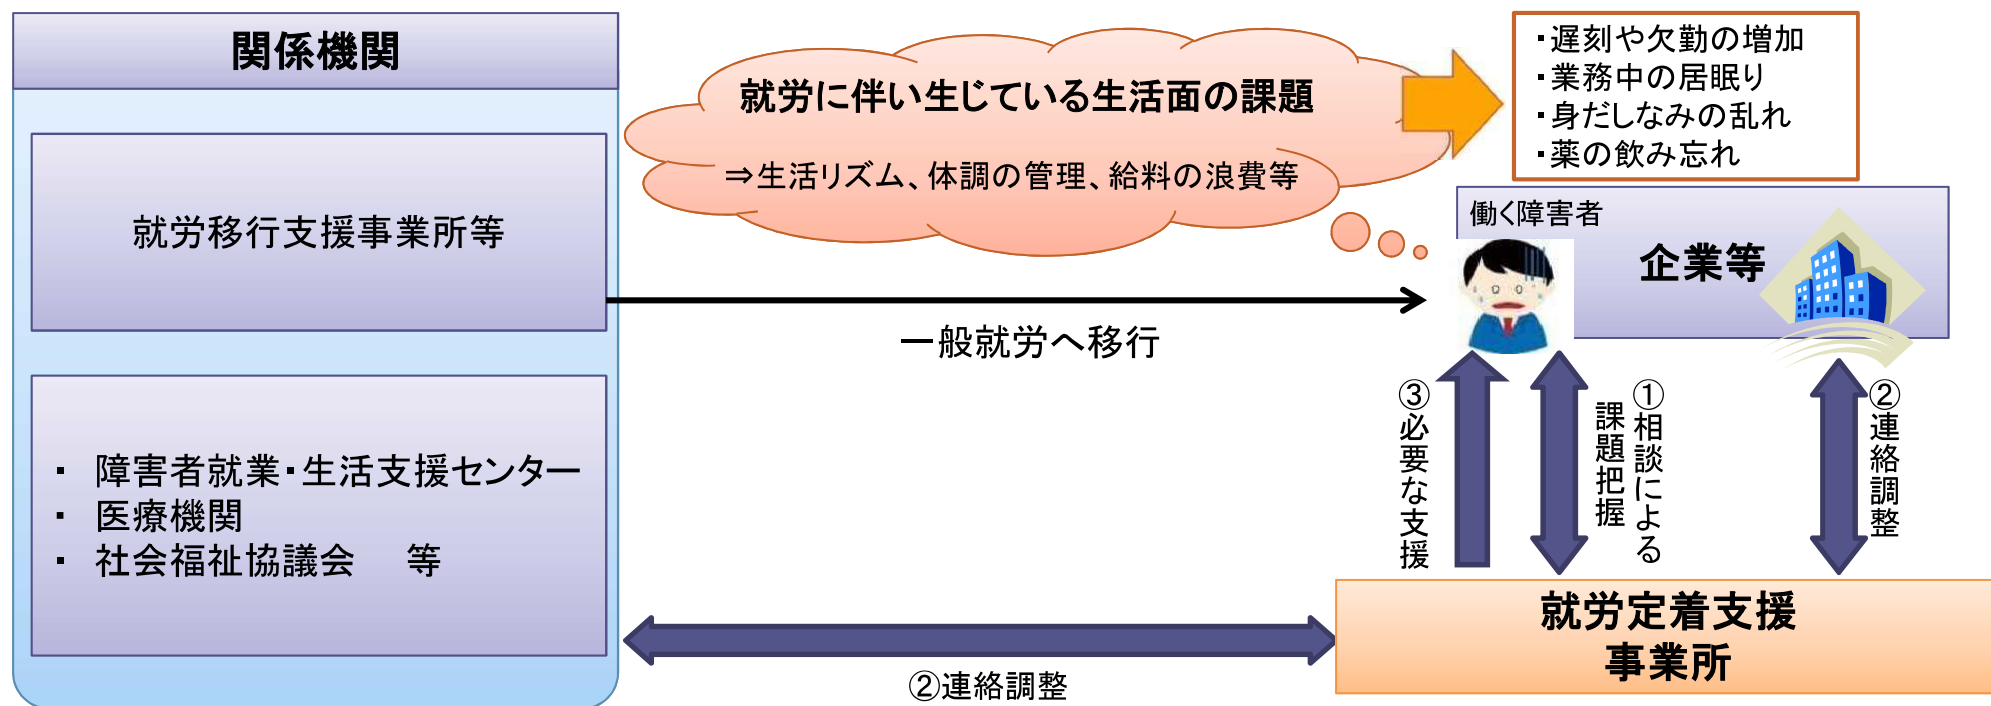 関係機関
就労移行支援事業所等
・ 障害者就業・生活支援センター
・ 医療機関
・ 社会福祉協議会 等
就労に伴い生じている生活面の課題
⇒生活リズム、体調の管理、給料の浪費等
・遅刻や欠勤の増加
・業務中の居眠り
・身だしなみの乱れ
・薬の飲み忘れ
働く障害者
企業等
一般就労へ移行
③必要な支援
①相談による
課題把握
②連絡調整
就労定着支援
事業所
②連絡調整